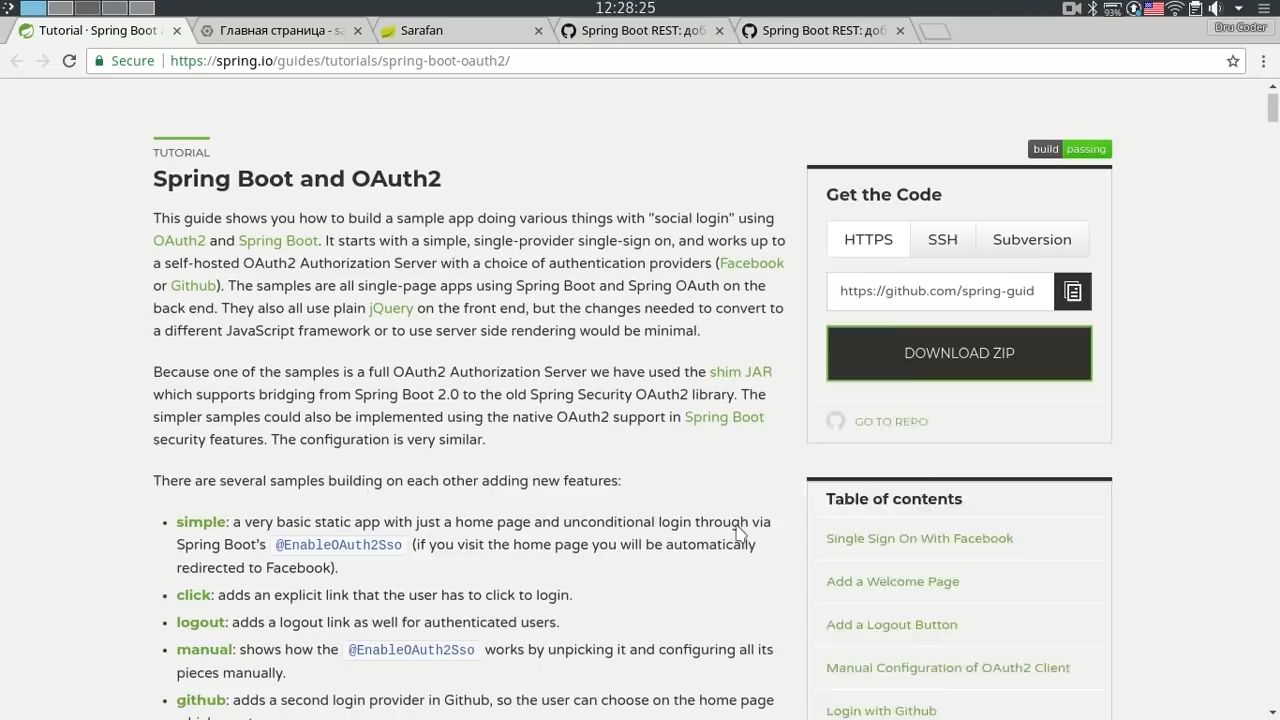 12:28:25
93%
Tutorial · Spring Boot a
Главная страница - sa
Sarafan
Spring Boot REST: доб
Spring Boot REST: доб
Dru Coder
Secure
https://spring.io/guides/tutorials/spring-boot-oauth2/
TUTORIAL
Spring Boot and OAuth2
This guide shows you how to build a sample app doing various things with "social login" using
OAuth2 and Spring Boot. It starts with a simple, single-provider single-sign on, and works up to
a self-hosted OAuth2 Authorization Server with a choice of authentication providers (Facebook
or Github). The samples are all single-page apps using Spring Boot and Spring OAuth on the
back end. They also all use plain jQuery on the front end, but the changes needed to convert to
a different JavaScript framework or to use server side rendering would be minimal.
Because one of the samples is a full OAuth2 Authorization Server we have used the shim JAR
which supports bridging from Spring Boot 2.0 to the old Spring Security OAuth2 library. The
simpler samples could also be implemented using the native OAuth2 support in Spring Boot
security features. The configuration is very similar.
There are several samples building on each other adding new features:
• simple: a very basic static app with just a home page and unconditional login through via
Spring Boot's @EnableOAuth2Sso (if you visit the home page you will be automatically
redirected to Facebook).
• click: adds an explicit link that the user has to click to login.
• logout: adds a logout link as well for authenticated users.
• manual: shows how the @EnableOAuth2Sso works by unpicking it and configuring all its
pieces manually.
• github: adds a second login provider in Github, so the user can choose on the home page
build passing
Get the Code
HTTPS
SSH
Subversion
https://github.com/spring-guid
DOWNLOAD ZIP
GO TO REPO
Table of contents
Single Sign On With Facebook
Add a Welcome Page
Add a Logout Button
Manual Configuration of OAuth2 Client
Login with Github